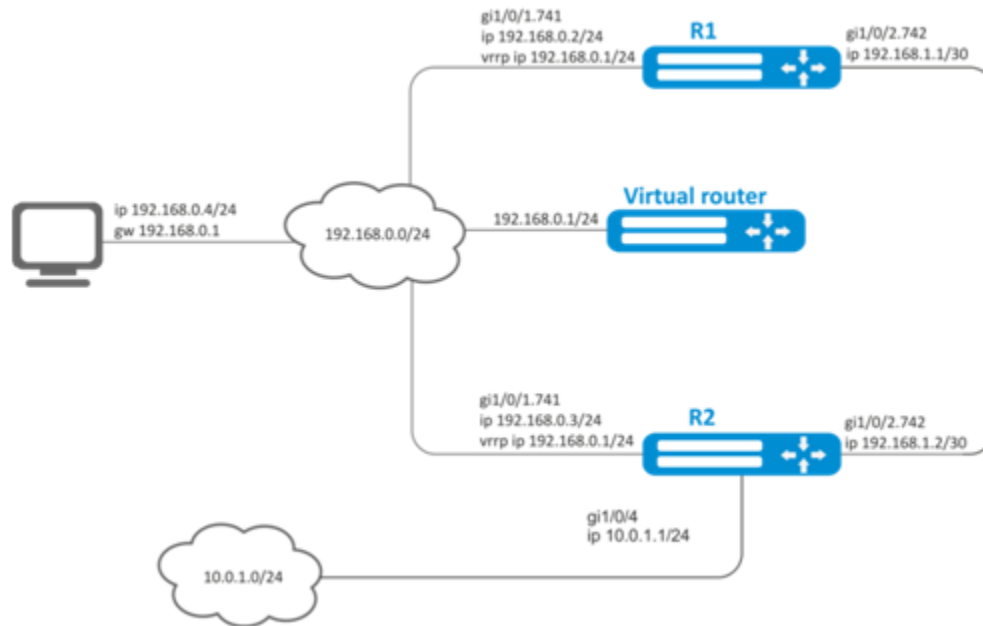 gi1/0/1.741
ip 192.168.0.2/24
vrrp ip 192.168.0.1/24
R1
gi1/0/2.742
ip 192.168.1.1/30
ip 192.168.0.4/24
gw 192.168.0.1
192.168.0.0/24
192.168.0.1/24
Virtual router
gi1/0/1.741
ip 192.168.0.3/24
vrrp ip 192.168.0.1/24
R2
gi1/0/2.742
ip 192.168.1.2/30
gi1/0/4
ip 10.0.1.1/24
10.0.1.0/24